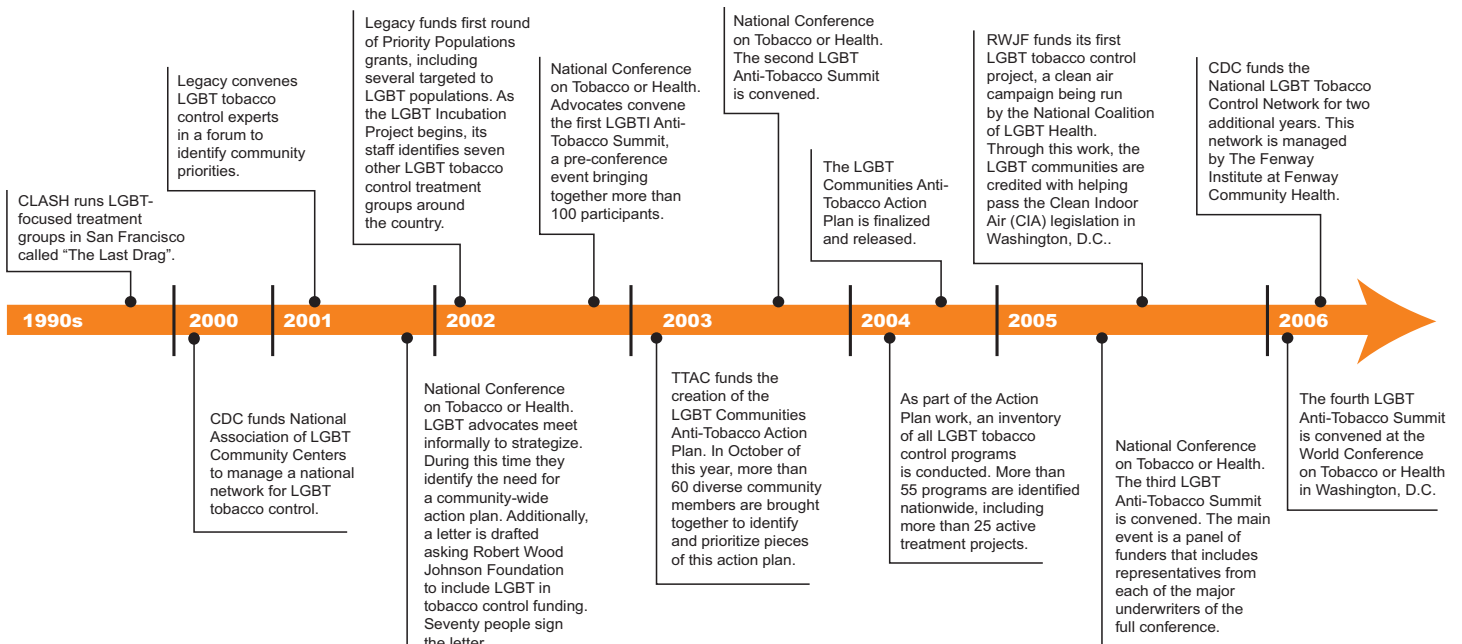 CLASH runs LGBT-
focused treatment
groups in San Francisco
called “The Last Drag”.
Legacy convenes
LGBT tobacco
control experts
in a forum to
identify community
priorities.
Legacy funds first round
of Priority Populations
grants, including
several targeted to
LGBT populations. As
the LGBT Incubation
Project begins, its
staff identifies seven
other LGBT tobacco
control treatment
groups around
the country.
National Conference
on Tobacco or Health.
Advocates convene
the first LGBTI Anti-
Tobacco Summit,
a pre-conference
event bringing
together more than
100 participants.
National Conference
on Tobacco or Health.
The second LGBT
Anti-Tobacco Summit
is convened.
The LGBT
Communities Anti-
Tobacco Action
Plan is finalized
and released.
RWJF funds its first
LGBT tobacco control
project, a clean air
campaign being run
by the National Coalition
of LGBT Health.
Through this work, the
LGBT communities are
credited with helping
pass the Clean Indoor
Air (CIA) legislation in
Washington, D.C..
CDC funds the
National LGBT Tobacco
Control Network for two
additional years. This
network is managed
by The Fenway
Institute at Fenway
Community Health.
1990s 2000 2001 2002 2003 2004 2005 2006
CDC funds National
Association of LGBT
Community Centers
to manage a national
network for LGBT
tobacco control.
National Conference
on Tobacco or Health.
LGBT advocates meet
informally to strategize.
During this time they
identify the need for
a community-wide
action plan. Additionally,
a letter is drafted
asking Robert Wood
Johnson Foundation
to include LGBT in
tobacco control funding.
Seventy people sign
the letter
TTAC funds the
creation of the
LGBT Communities
Anti-Tobacco Action
Plan. In October of
this year, more than
60 diverse community
members are brought
together to identify
and prioritize pieces
of this action plan.
As part of the Action
Plan work, an inventory
of all LGBT tobacco
control programs
is conducted. More than
55 programs are identified
nationwide, including
more than 25 active
treatment projects.
National Conference
on Tobacco or Health.
The third LGBT
Anti-Tobacco Summit
is convened. The main
event is a panel of
funders that includes
representatives from
each of the major
underwriters of the
full conference.
The fourth LGBT
Anti-Tobacco Summit
is convened at the
World Conference
on Tobacco or Health
in Washington, D.C.